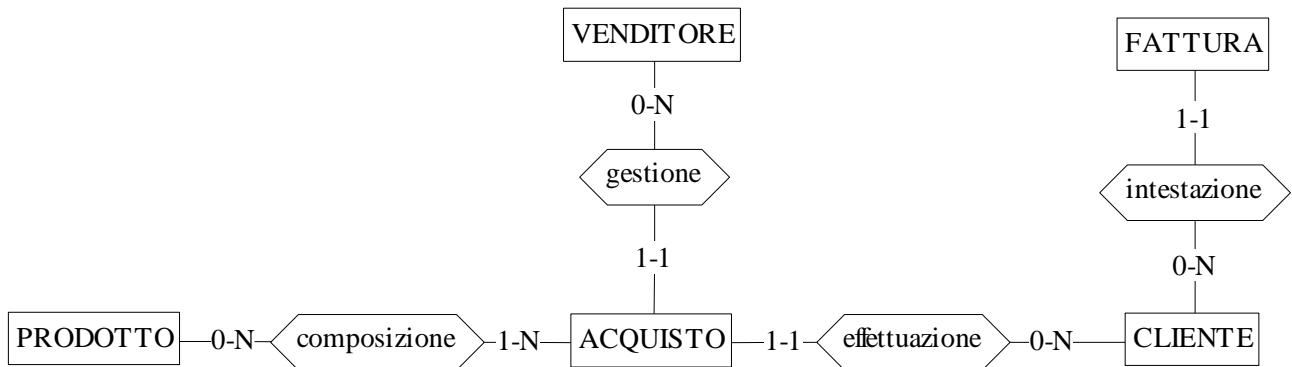 VENDITORE
FATTURA
0-N
1-1
gestione
intestazione
1-1
0-N
PRODOTTO 0-N composizione 1-N ACQUISTO 1-1 effettuazione 0-N CLIENTE